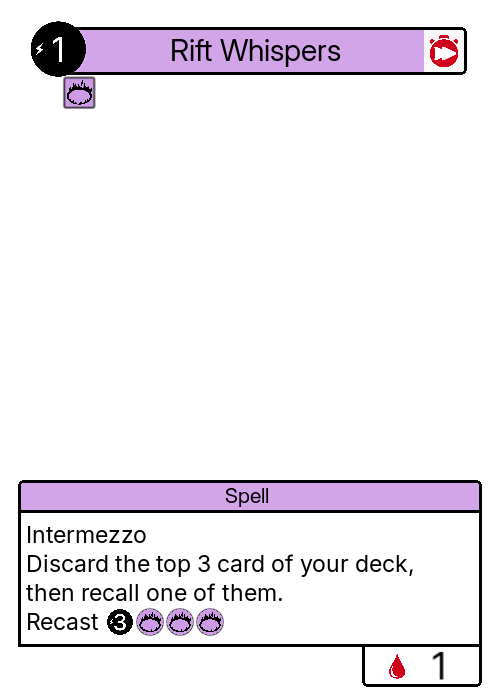 1
Rift Whispers
Spell
Intermezzo
Discard the top 3 card of your deck,
then recall one of them.
Recast 3
1